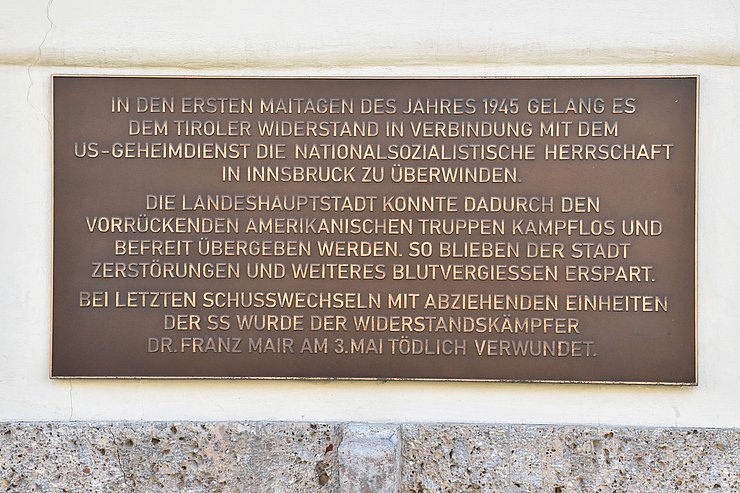 IN DEN ERSTEN MAITAGEN DES JAHRES 1945 GELANG ES
DEM TIROLER WIDERSTAND IN VERBINDUNG MIT DEM
US-GEHEIMDIENST DIE NATIONALSOZIALISTISCHE HERRSCHAFT
IN INNSBRUCK ZU ÜBERWINDEN.
DIE LANDESHAUPTSTADT KONNTE DADURCH DEN
VORRÜCKENDEN AMERIKANISCHEN TRUPPEN KAMPFLOS UND
BEFREIT ÜBERGEBEN WERDEN. SO BLIEBEN DER STADT
ZERSTÖRUNGEN UND WEITERES BLUTVERGIESSEN ERSPART.
BEI LETZTEN SCHUSSWECHSELN MIT ABZIEHENDEN EINHEITEN
DER SS WURDE DER WIDERSTANDSKÄMPFER
DR. FRANZ MAIR AM 3. MAI TÖDLICH VERWUNDET.